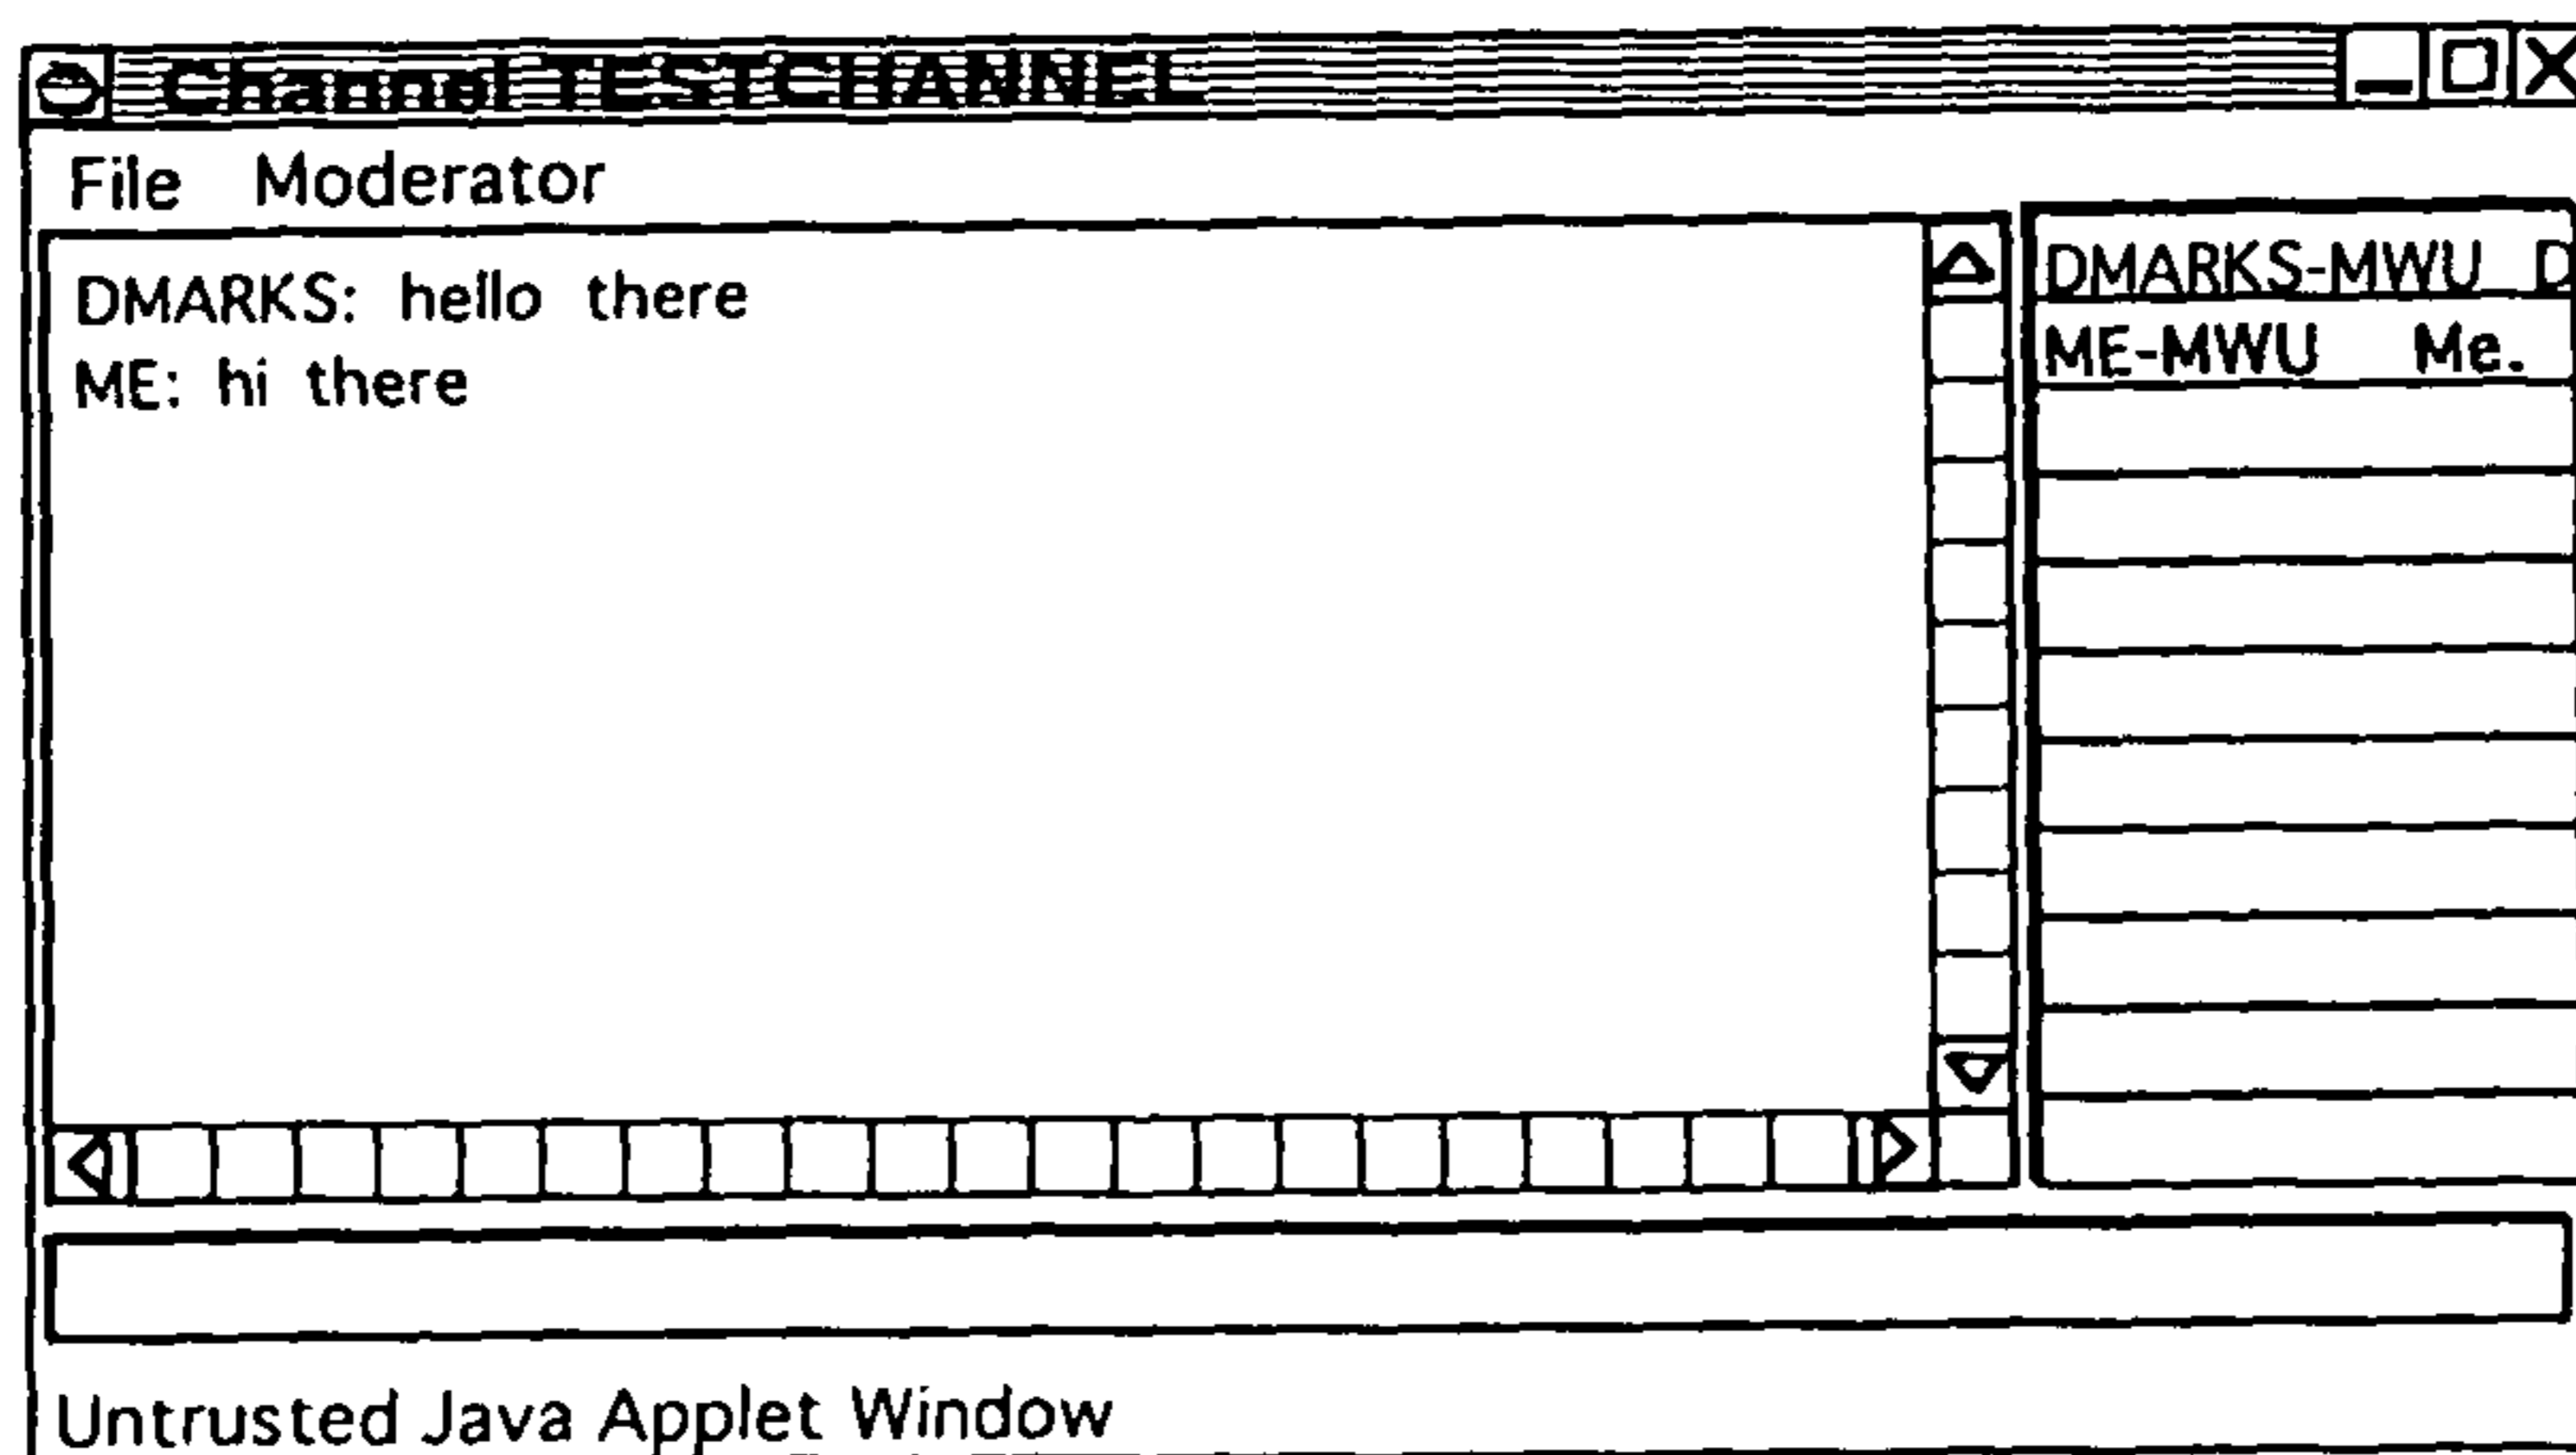 Channel TESTCHANNEL
File Moderator
DMARKS: hello there
ME: hi there
DMARKS-MWU D
ME-MWU Me.
Untrusted Java Applet Window